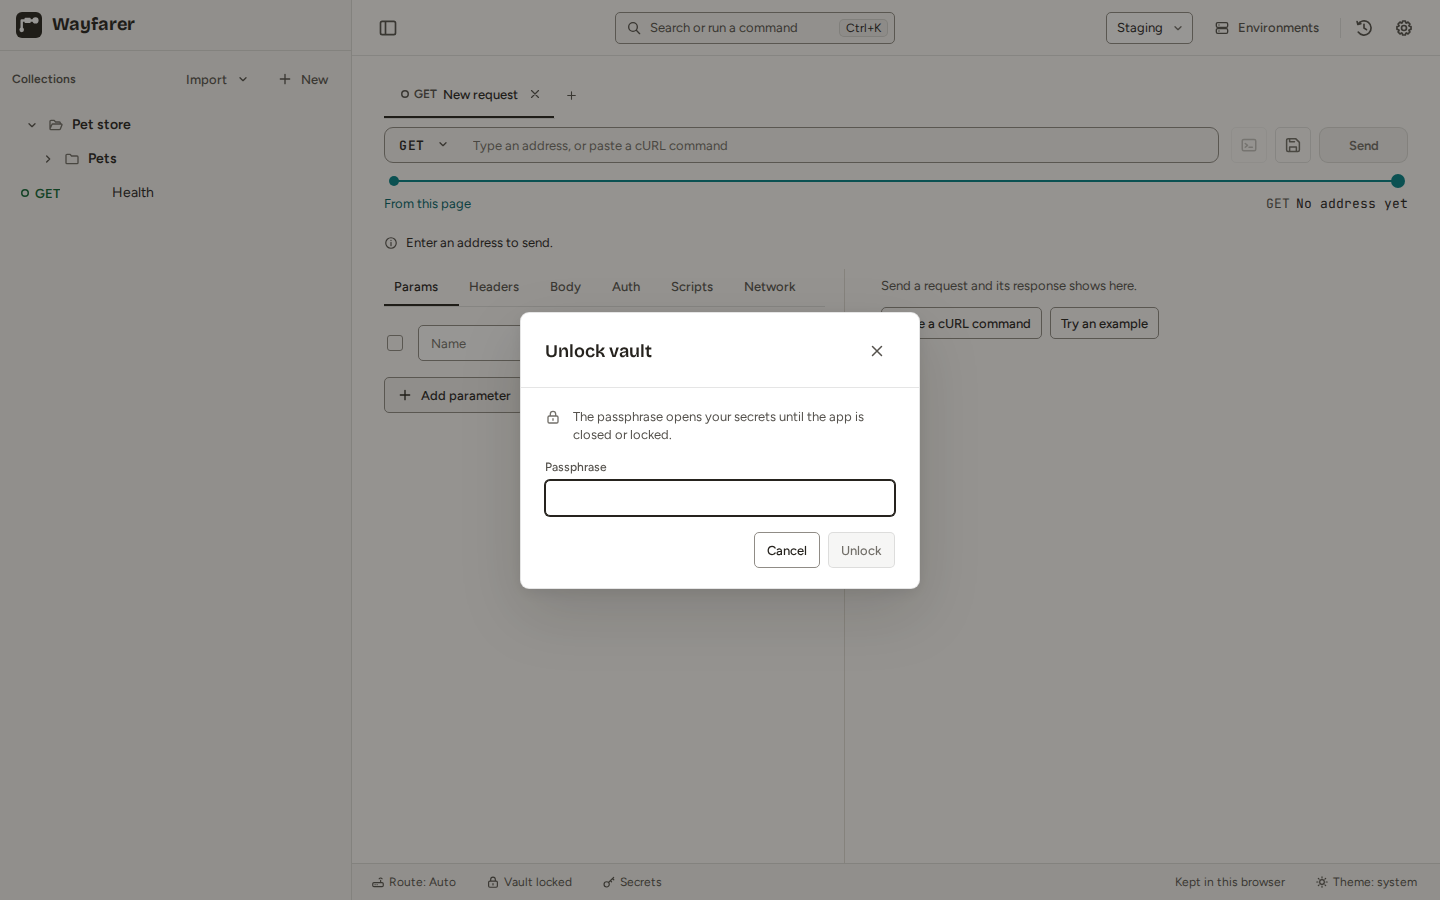 Wayfarer
Search or run a command
Ctrl+K
Staging
Environments
Collections
Import
New
Pet store
Pets
GET
Health
GET New request
GET
Type an address, or paste a cURL command
Send
From this page
GET No address yet
Enter an address to send.
Params
Headers
Body
Auth
Scripts
Network
Name
Add parameter
Send a request and its response shows here.
e a cURL command
Try an example
Unlock vault
The passphrase opens your secrets until the app is
closed or locked.
Passphrase
Cancel
Unlock
Route: Auto
Vault locked
Secrets
Kept in this browser
Theme: system